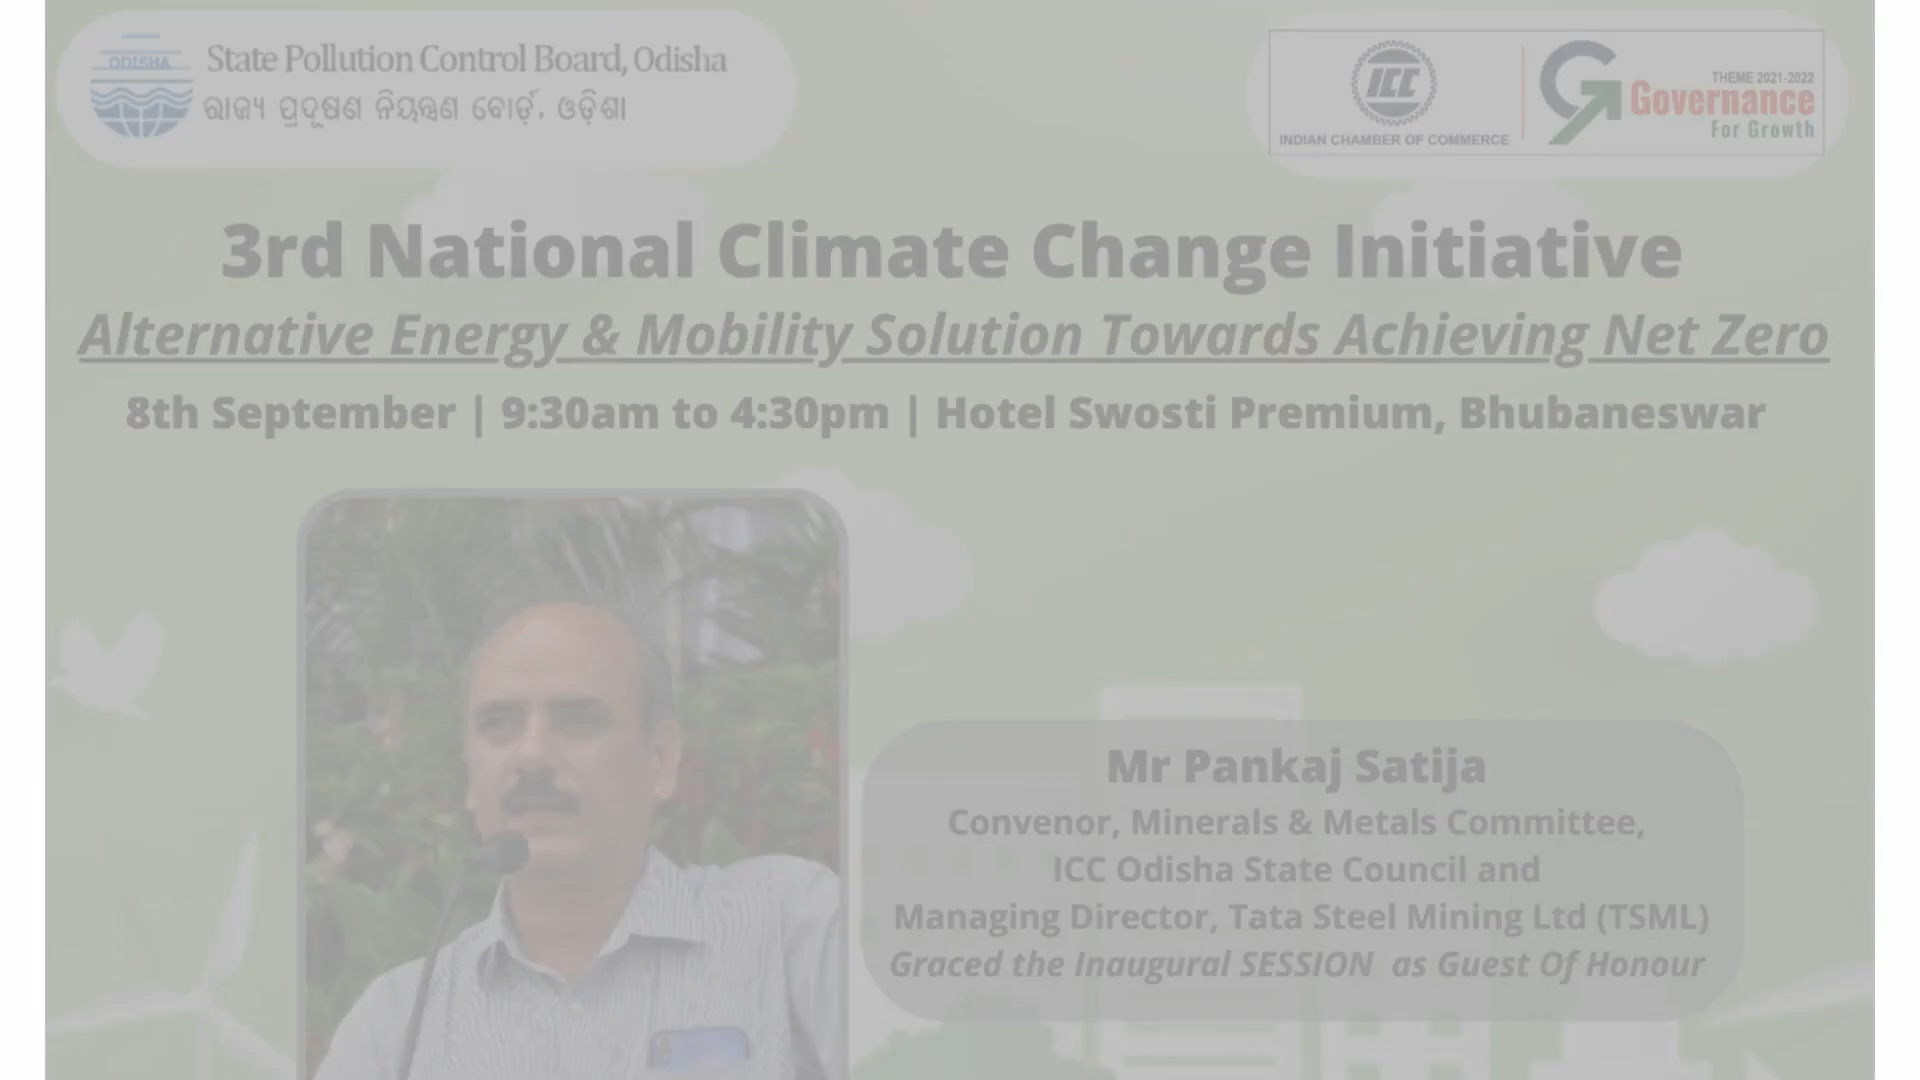 ODISHA
State Pollution Control Board, Odisha
ରାଜ୍ୟ ପ୍ରଦୂଷଣ ନିୟନ୍ତ୍ରଣ ବୋର୍ଡ଼, ଓଡ଼ିଶା
ICC
INDIAN CHAMBER OF COMMERCE
THEME 2021-2022
Governance
For Growth
3rd National Climate Change Initiative
Alternative Energy & Mobility Solution Towards Achieving Net Zero
8th September | 9:30am to 4:30pm | Hotel Swosti Premium, Bhubaneswar
Mr Pankaj Satija
Convenor, Minerals & Metals Committee,
ICC Odisha State Council and
Managing Director, Tata Steel Mining Ltd (TSML)
Graced the Inaugural SESSION as Guest Of Honour